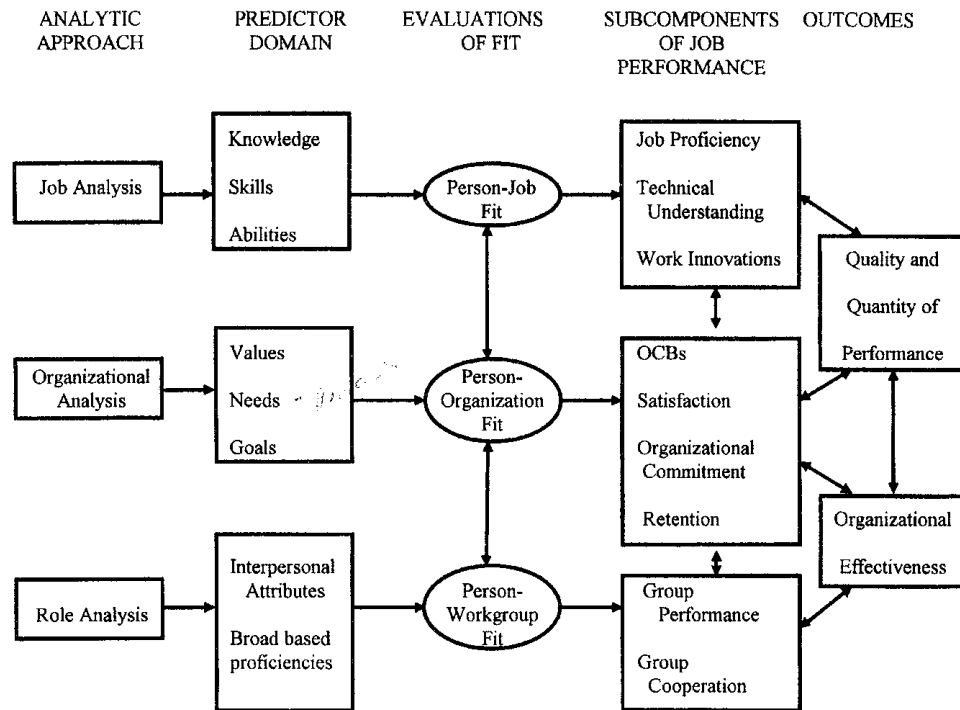 ANALYTIC
APPROACH
PREDICTOR
DOMAIN
EVALUATIONS
OF FIT
SUBCOMPONENTS
OF JOB
PERFORMANCE
OUTCOMES
Job Analysis
Knowledge
Skills
Abilities
Person-Job
Fit
Job Proficiency
Technical
Understanding
Work Innovations
Quality and
Quantity of
Performance
Organizational
Analysis
Values
Needs
Goals
Person-
Organization
Fit
OCBs
Satisfaction
Organizational
Commitment
Retention
Organizational
Effectiveness
Role Analysis
Interpersonal
Attributes
Broad based
proficiencies
Person-
Workgroup
Fit
Group
Performance
Group
Cooperation